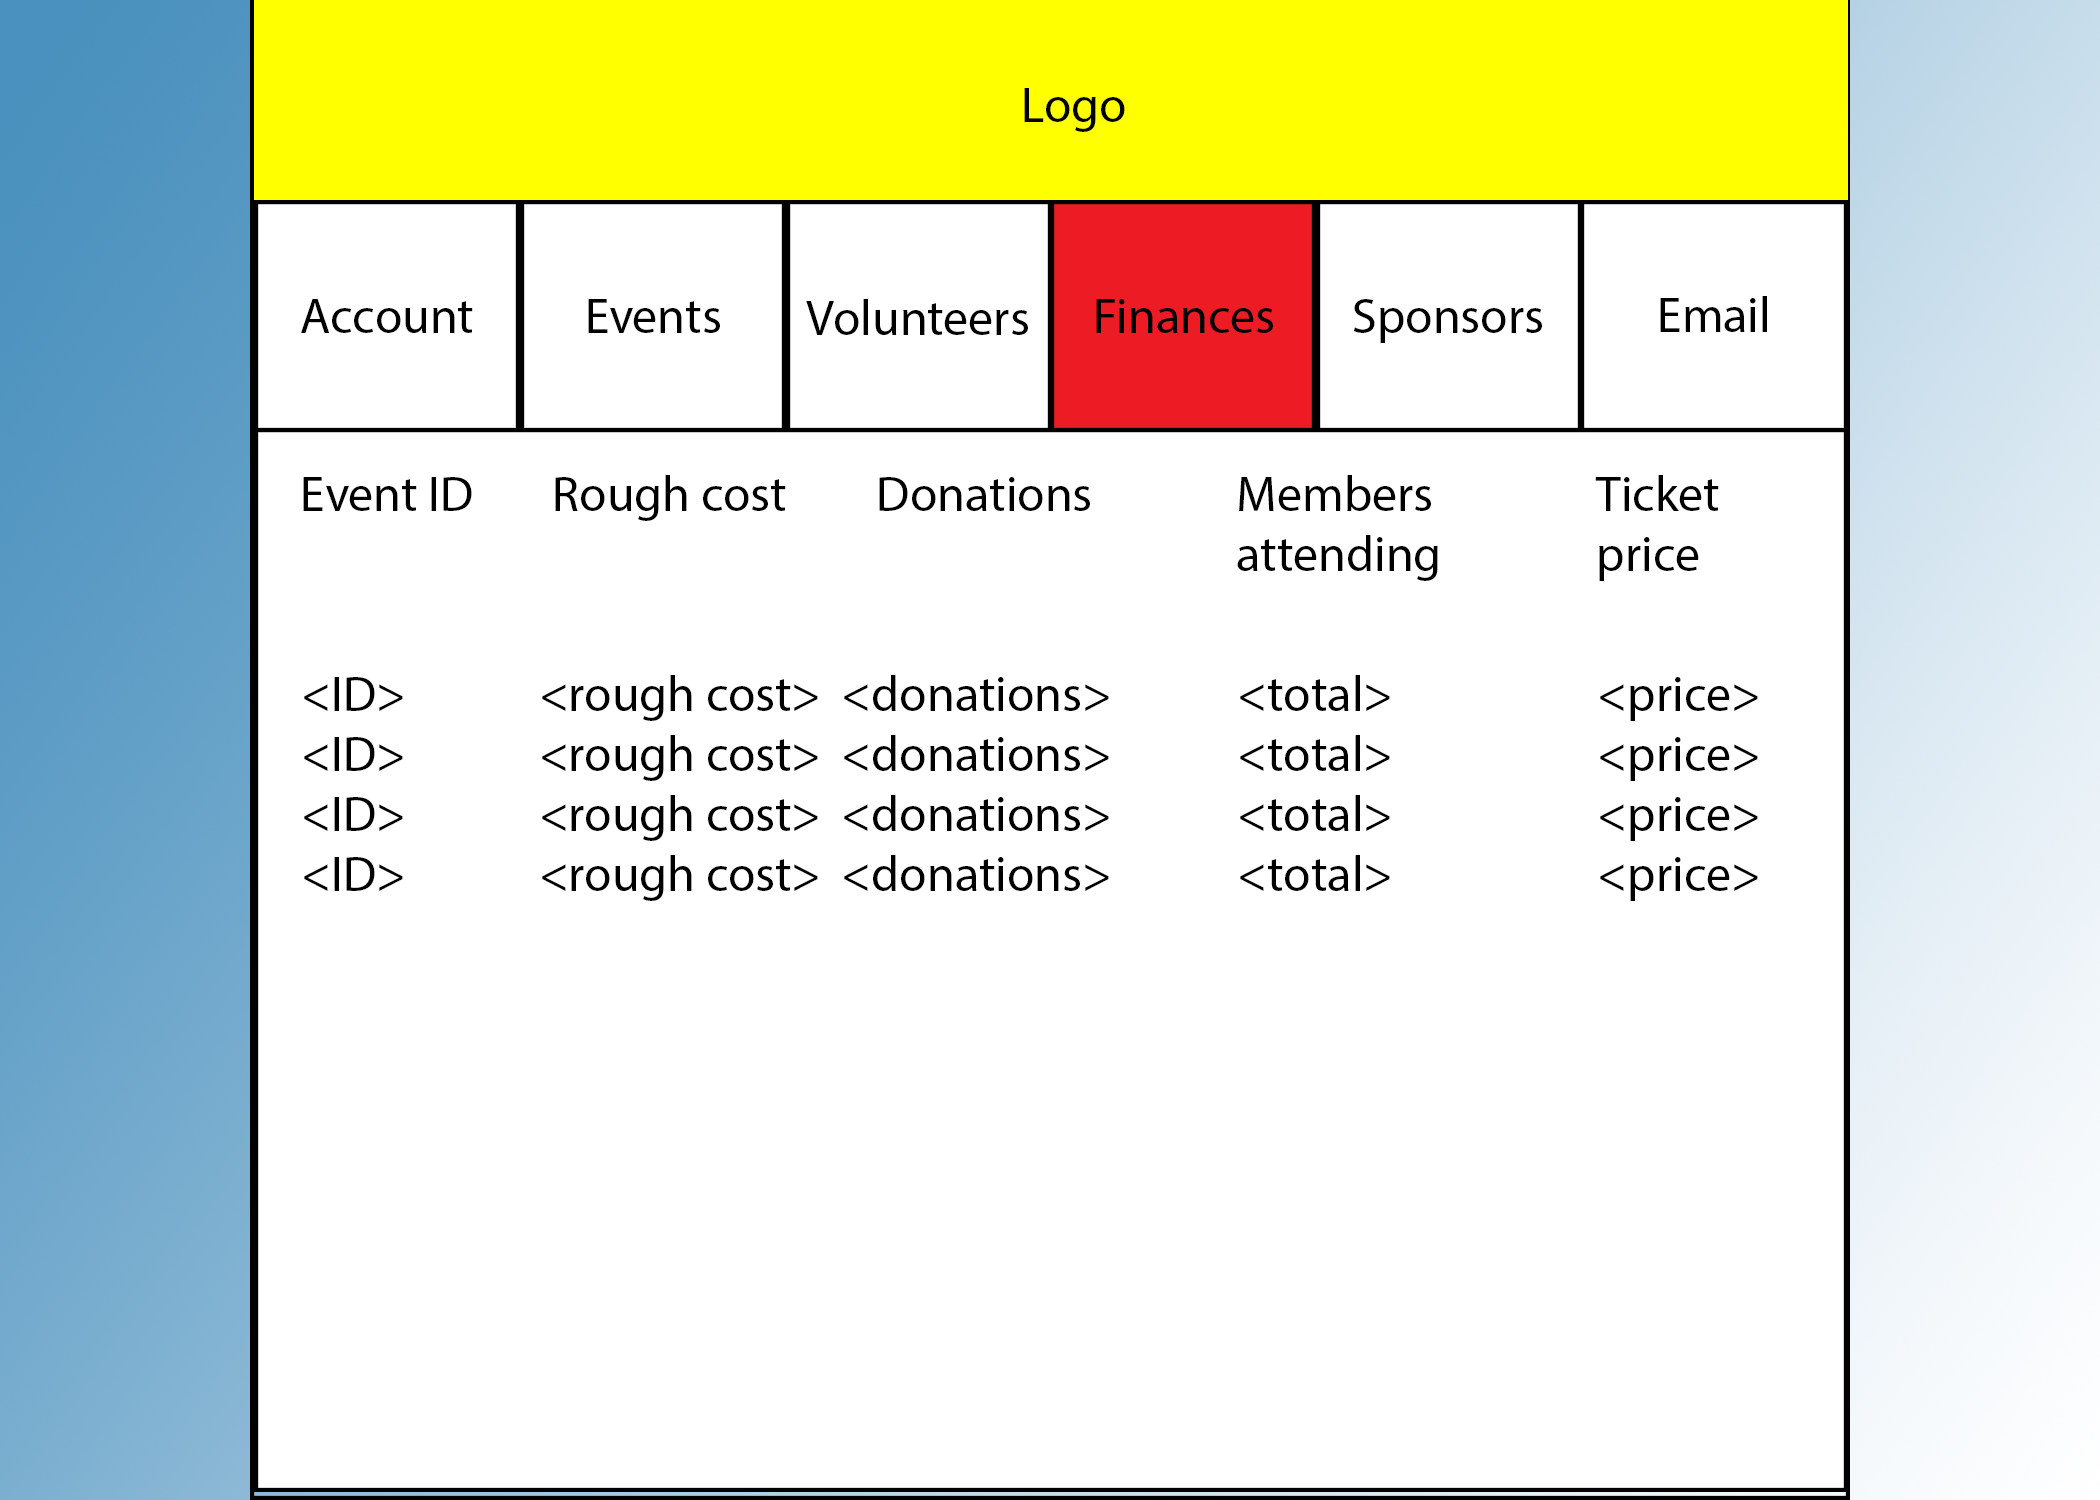 Logo
Account Events Volunteers Finances Sponsors Email
Event ID Rough cost Donations Members attending Ticket price
<ID> <rough cost> <donations> <total> <price>
<ID> <rough cost> <donations> <total> <price>
<ID> <rough cost> <donations> <total> <price>
<ID> <rough cost> <donations> <total> <price>